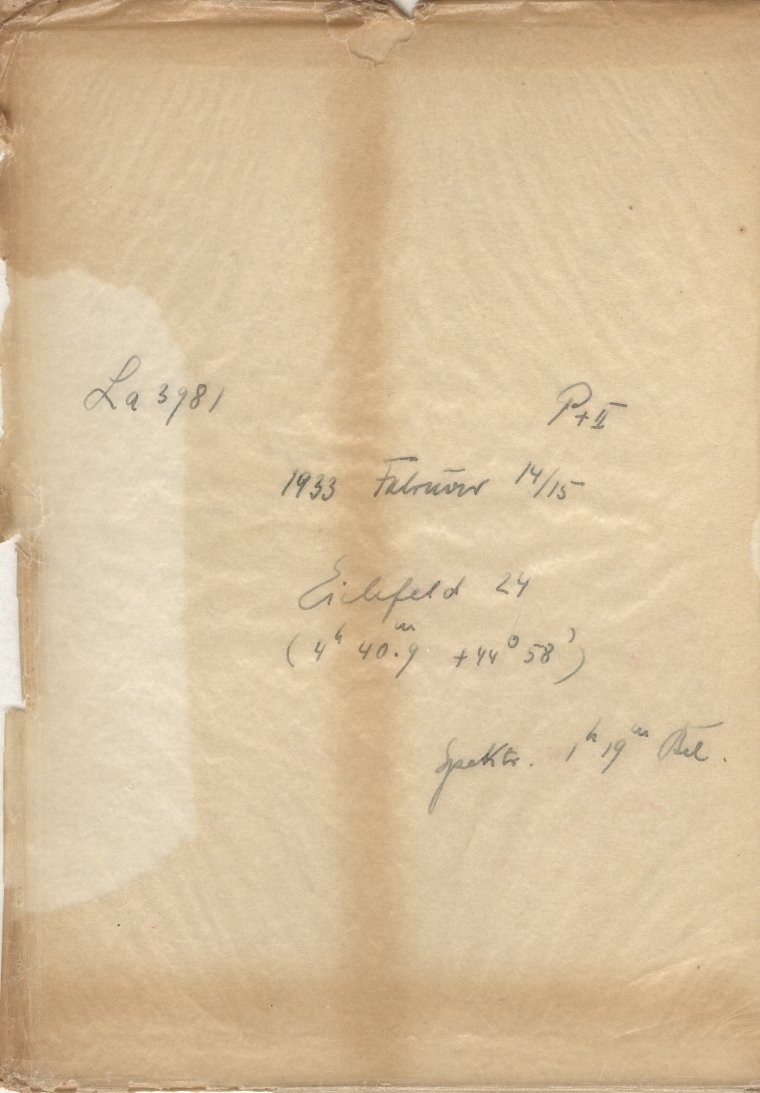 La 3981 P+II
1933 Februar 14/15
Eichfeld 24
(4ʰ 40.ᵐ9 +44° 58')
Spektr. 1ʰ 19ᵐ Bel.